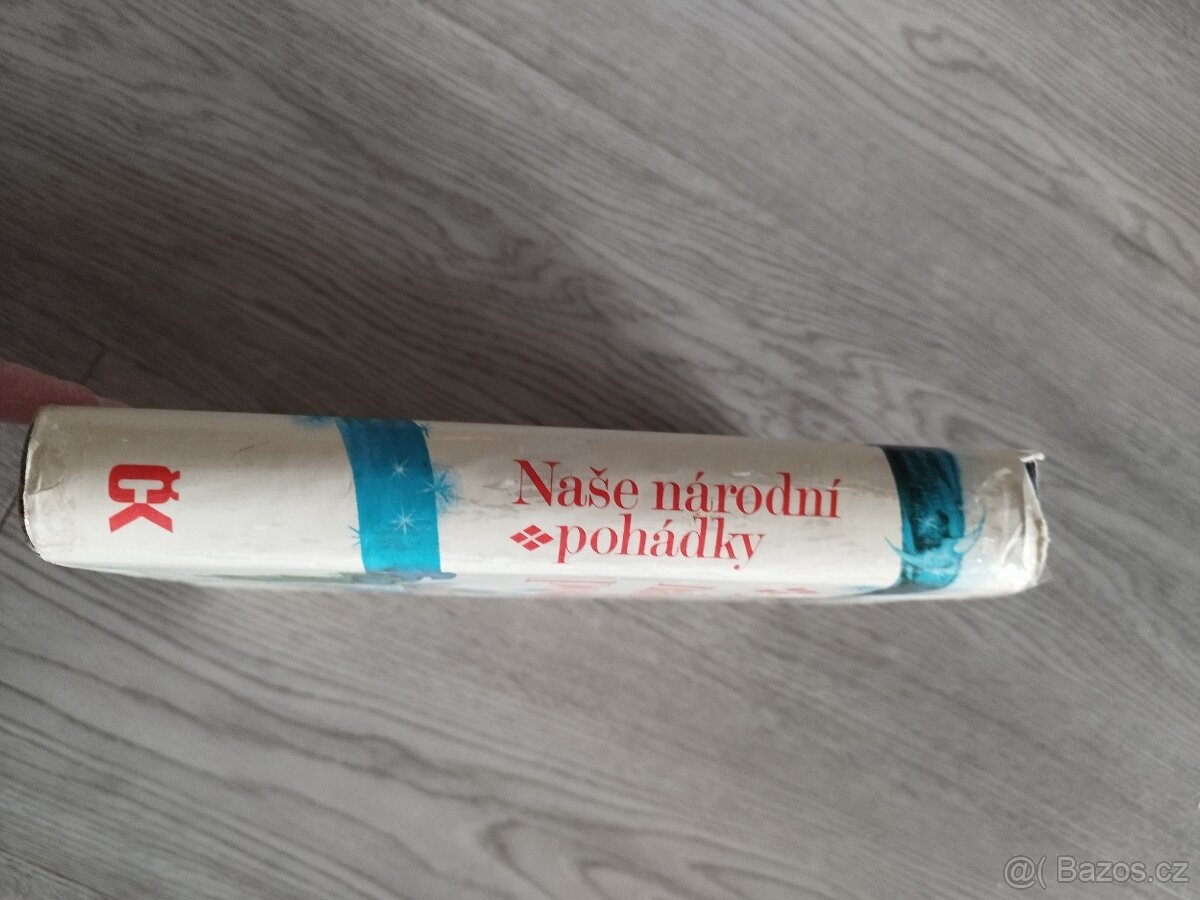 Naše národní
pohádky
ČK
@( Bazos.cz